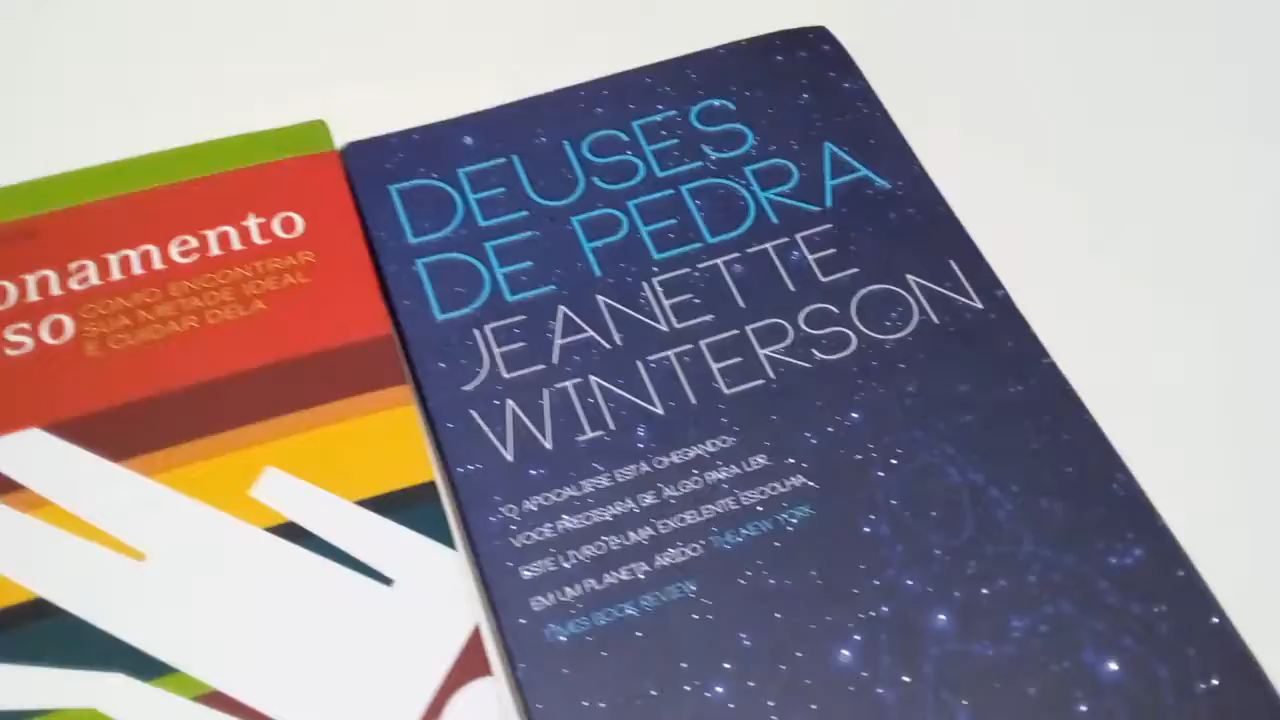 onamento
so
COMO ENCONTRAR
SUA METADE IDEAL
E CUIDAR DELA
DEUSES
DE PEDRA
JEANETTE
WINTERSON
"O APOCALIPSE ESTÁ CHEGANDO.
VOCÊ PRECISARÁ DE ALGO PARA LER.
ESTE LIVRO É UMA EXCELENTE ESCOLHA
EM UM PLANETA ÁRIDO" THE NEW YORK
TIMES BOOK REVIEW